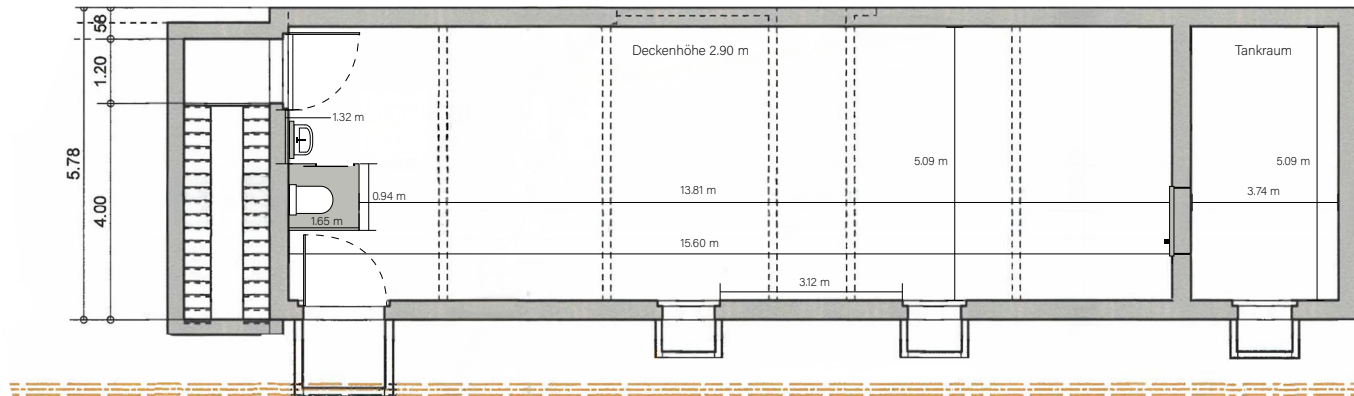 58
1.20
5.78
4.00
Deckenhöhe 2.90 m
Tankraum
1.32 m
5.09 m
5.09 m
0.94 m
13.81 m
3.74 m
1.65 m
15.60 m
3.12 m